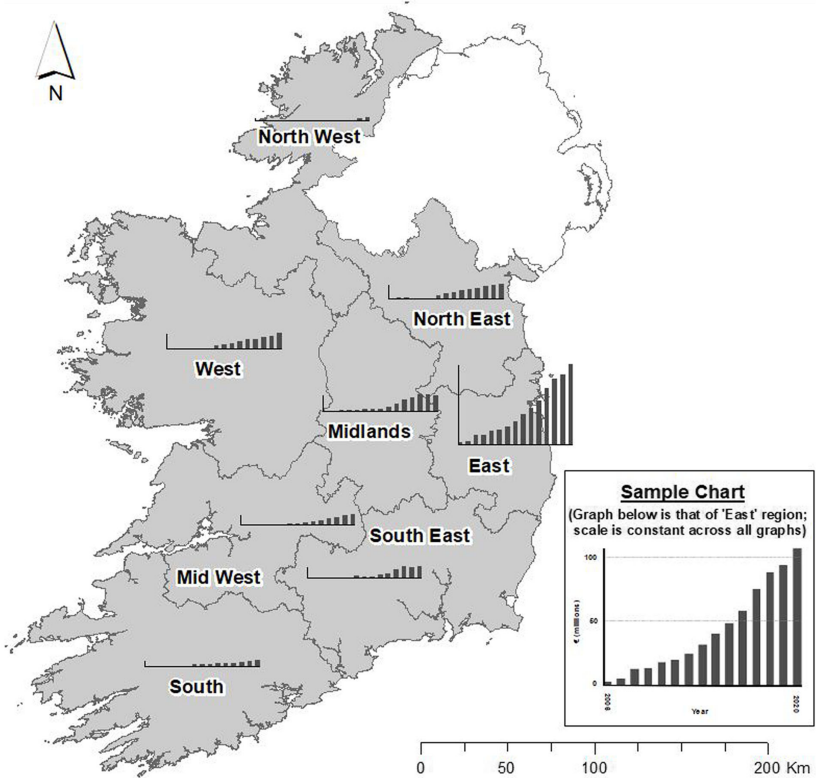 N
North West
North East
West
Midlands
East
South East
Mid West
South
Sample Chart
(Graph below is that of 'East' region;
scale is constant across all graphs)
100
50
0
€ (millions)
2006
2020
Year
0 50 100 200 Km